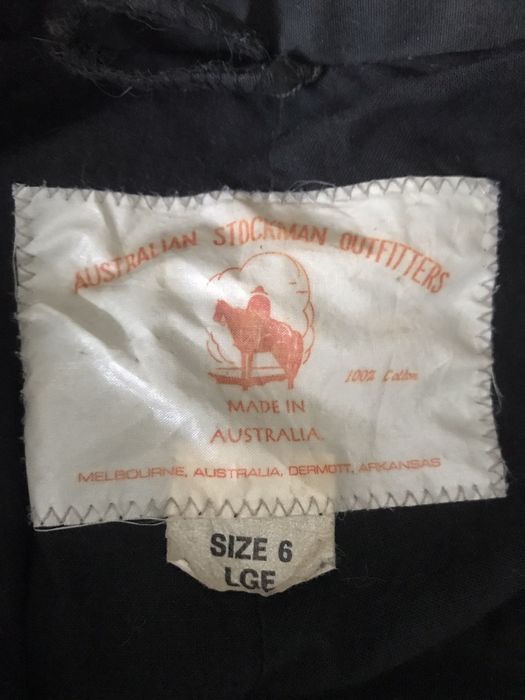 AUSTRALIAN STOCKMAN OUTFITTERS
100% Cotton
MADE IN
AUSTRALIA
MELBOURNE, AUSTRALIA, DERMOTT, ARKANSAS
SIZE 6
LGE